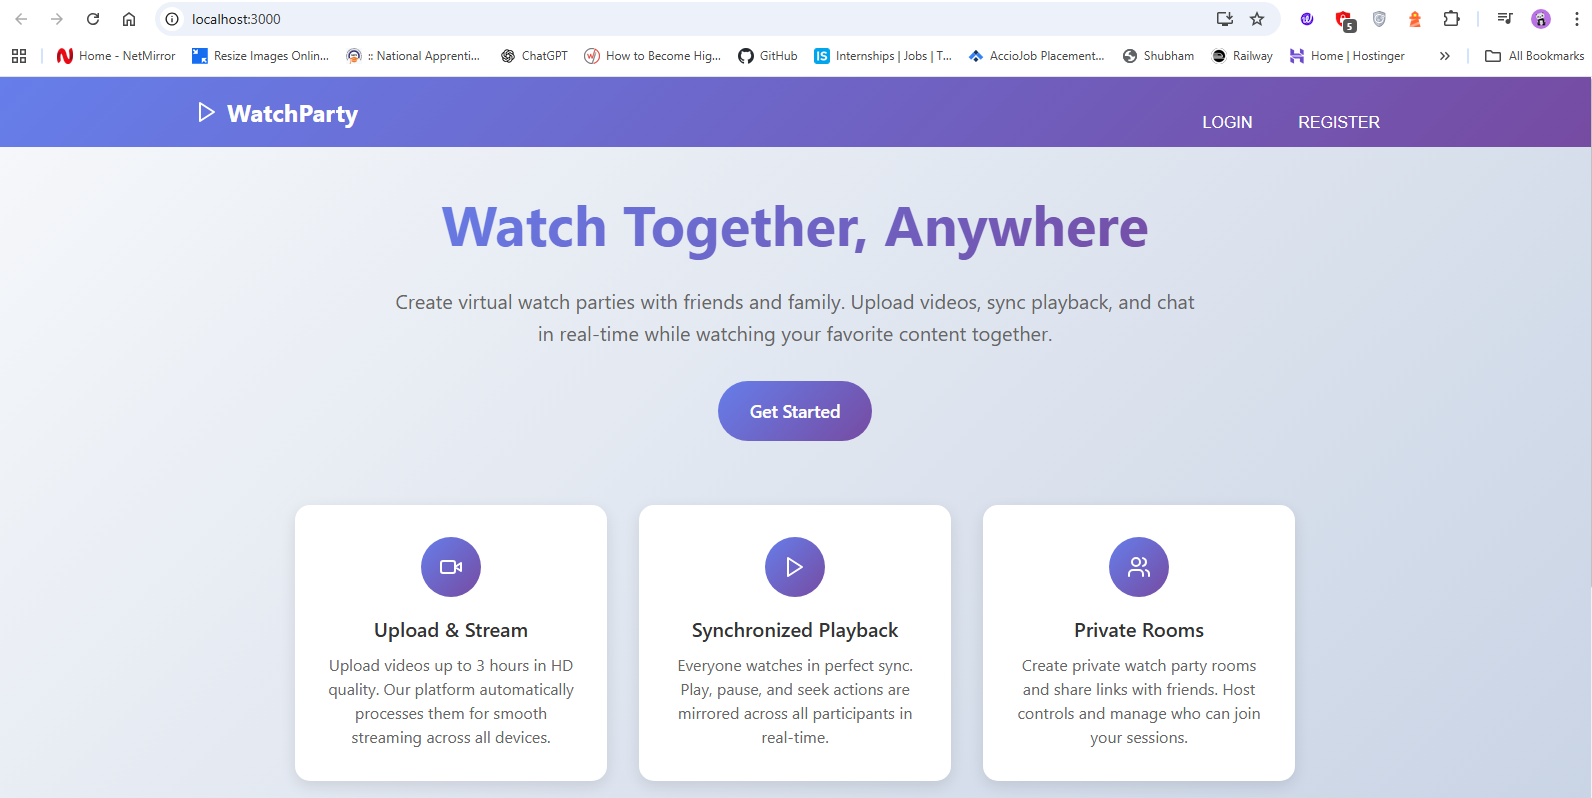 localhost:3000
5
Home - NetMirror
Resize Images Onlin...
:: National Apprenti...
ChatGPT
How to Become Hig...
GitHub
IS
Internships | Jobs | T...
AccioJob Placement...
Shubham
Railway
Home | Hostinger
All Bookmarks
WatchParty
LOGIN
REGISTER
Watch Together, Anywhere
Create virtual watch parties with friends and family. Upload videos, sync playback, and chat
in real-time while watching your favorite content together.
Get Started
Upload & Stream
Upload videos up to 3 hours in HD
quality. Our platform automatically
processes them for smooth
streaming across all devices.
Synchronized Playback
Everyone watches in perfect sync.
Play, pause, and seek actions are
mirrored across all participants in
real-time.
Private Rooms
Create private watch party rooms
and share links with friends. Host
controls and manage who can join
your sessions.